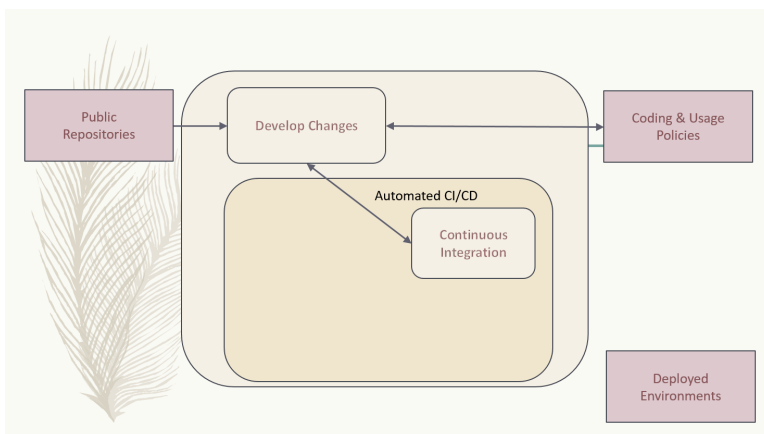 Public
Repositories
Develop Changes
Coding & Usage
Policies
Automated CI/CD
Continuous
Integration
Deployed
Environments